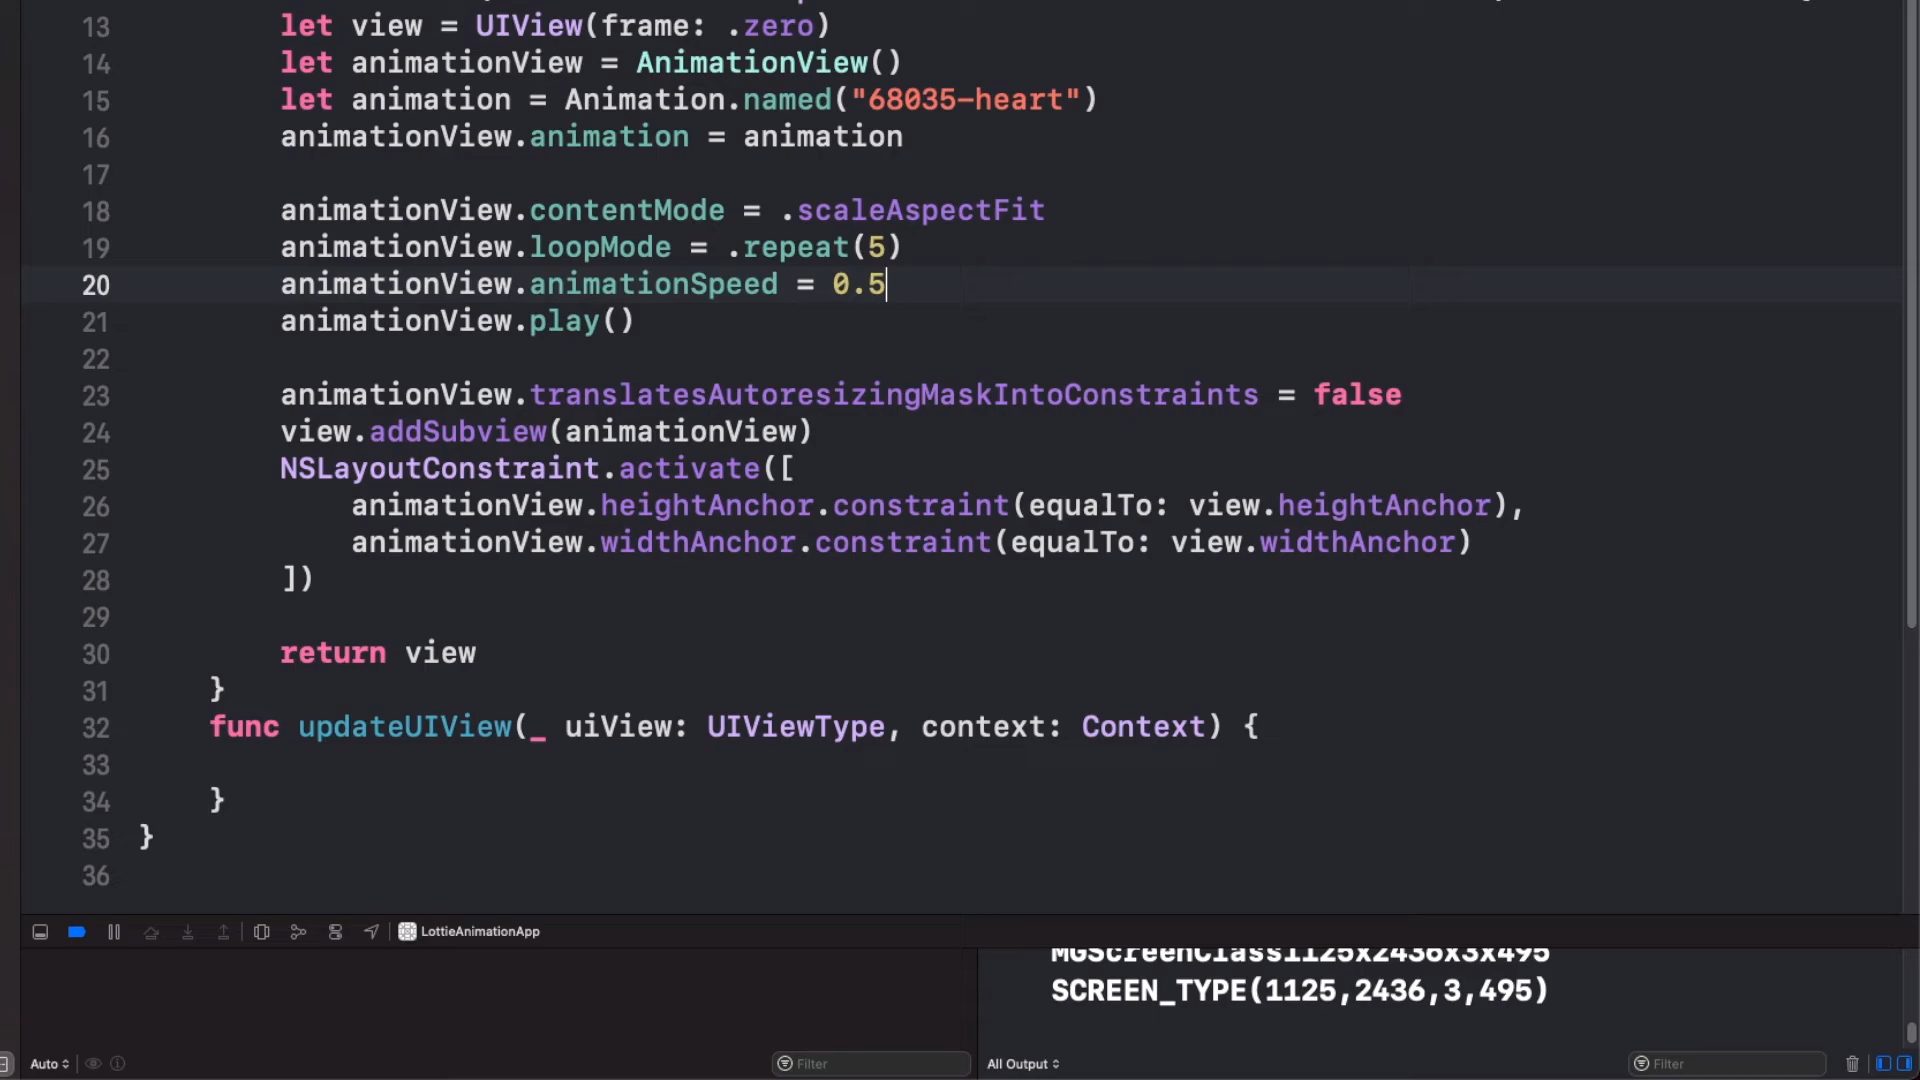 13 let view = UIView(frame: .zero)
14 let animationView = AnimationView()
15 let animation = Animation.named("68035-heart")
16 animationView.animation = animation
17
18 animationView.contentMode = .scaleAspectFit
19 animationView.loopMode = .repeat(5)
20 animationView.animationSpeed = 0.5
21 animationView.play()
22
23 animationView.translatesAutoresizingMaskIntoConstraints = false
24 view.addSubview(animationView)
25 NSLayoutConstraint.activate([
26 animationView.heightAnchor.constraint(equalTo: view.heightAnchor),
27 animationView.widthAnchor.constraint(equalTo: view.widthAnchor)
28 ])
29
30 return view
31 }
32 func updateUIView(_ uiView: UIViewType, context: Context) {
33
34 }
35 }
36
LottieAnimationApp
MGScreenClass1125x2436x3x495
SCREEN_TYPE(1125,2436,3,495)
Auto
Filter
All Output
Filter